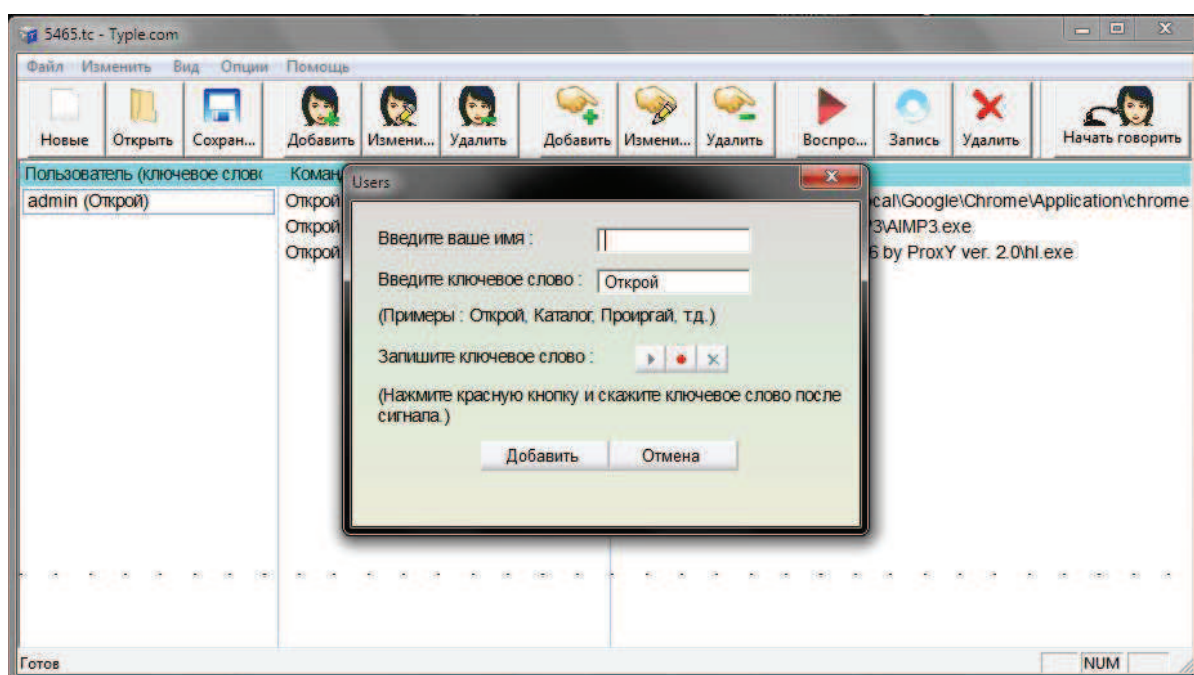 5465.tc - Typle.com
Файл Изменить Вид Опции Помощь
Новые Открыть Сохран... Добавить Измени... Удалить Добавить Измени... Удалить Воспро... Запись Удалить Начать говорить
Пользователь (ключевое слово Коман
admin (Открой) Открой cal\Google\Chrome\Application\chrome
Открой 3\AIMP3.exe
Открой 6 by ProxY ver. 2.0\hl.exe
Users
Введите ваше имя :
Введите ключевое слово : Открой
(Примеры : Открой, Каталог, Проиргай, т.д.)
Запишите ключевое слово :
(Нажмите красную кнопку и скажите ключевое слово после
сигнала.)
Добавить Отмена
Готов NUM